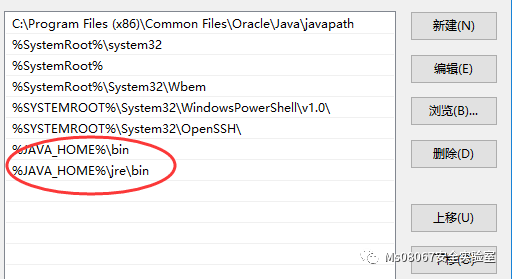 C:\Program Files (x86)\Common Files\Oracle\Java\javapath
%SystemRoot%\system32
%SystemRoot%
%SystemRoot%\System32\Wbem
%SYSTEMROOT%\System32\WindowsPowerShell\v1.0\
%SYSTEMROOT%\System32\OpenSSH\
%JAVA_HOME%\bin
%JAVA_HOME%\jre\bin
新建(N)
编辑(E)
浏览(B)...
删除(D)
上移(U)
Ms08067安全实验室